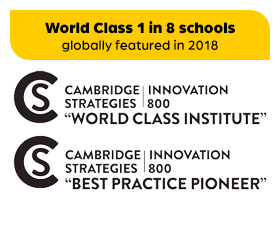 World Class 1 in 8 schools
globally featured in 2018
CS CAMBRIDGE INNOVATION
STRATEGIES 800
“WORLD CLASS INSTITUTE”
CS CAMBRIDGE INNOVATION
STRATEGIES 800
“BEST PRACTICE PIONEER”